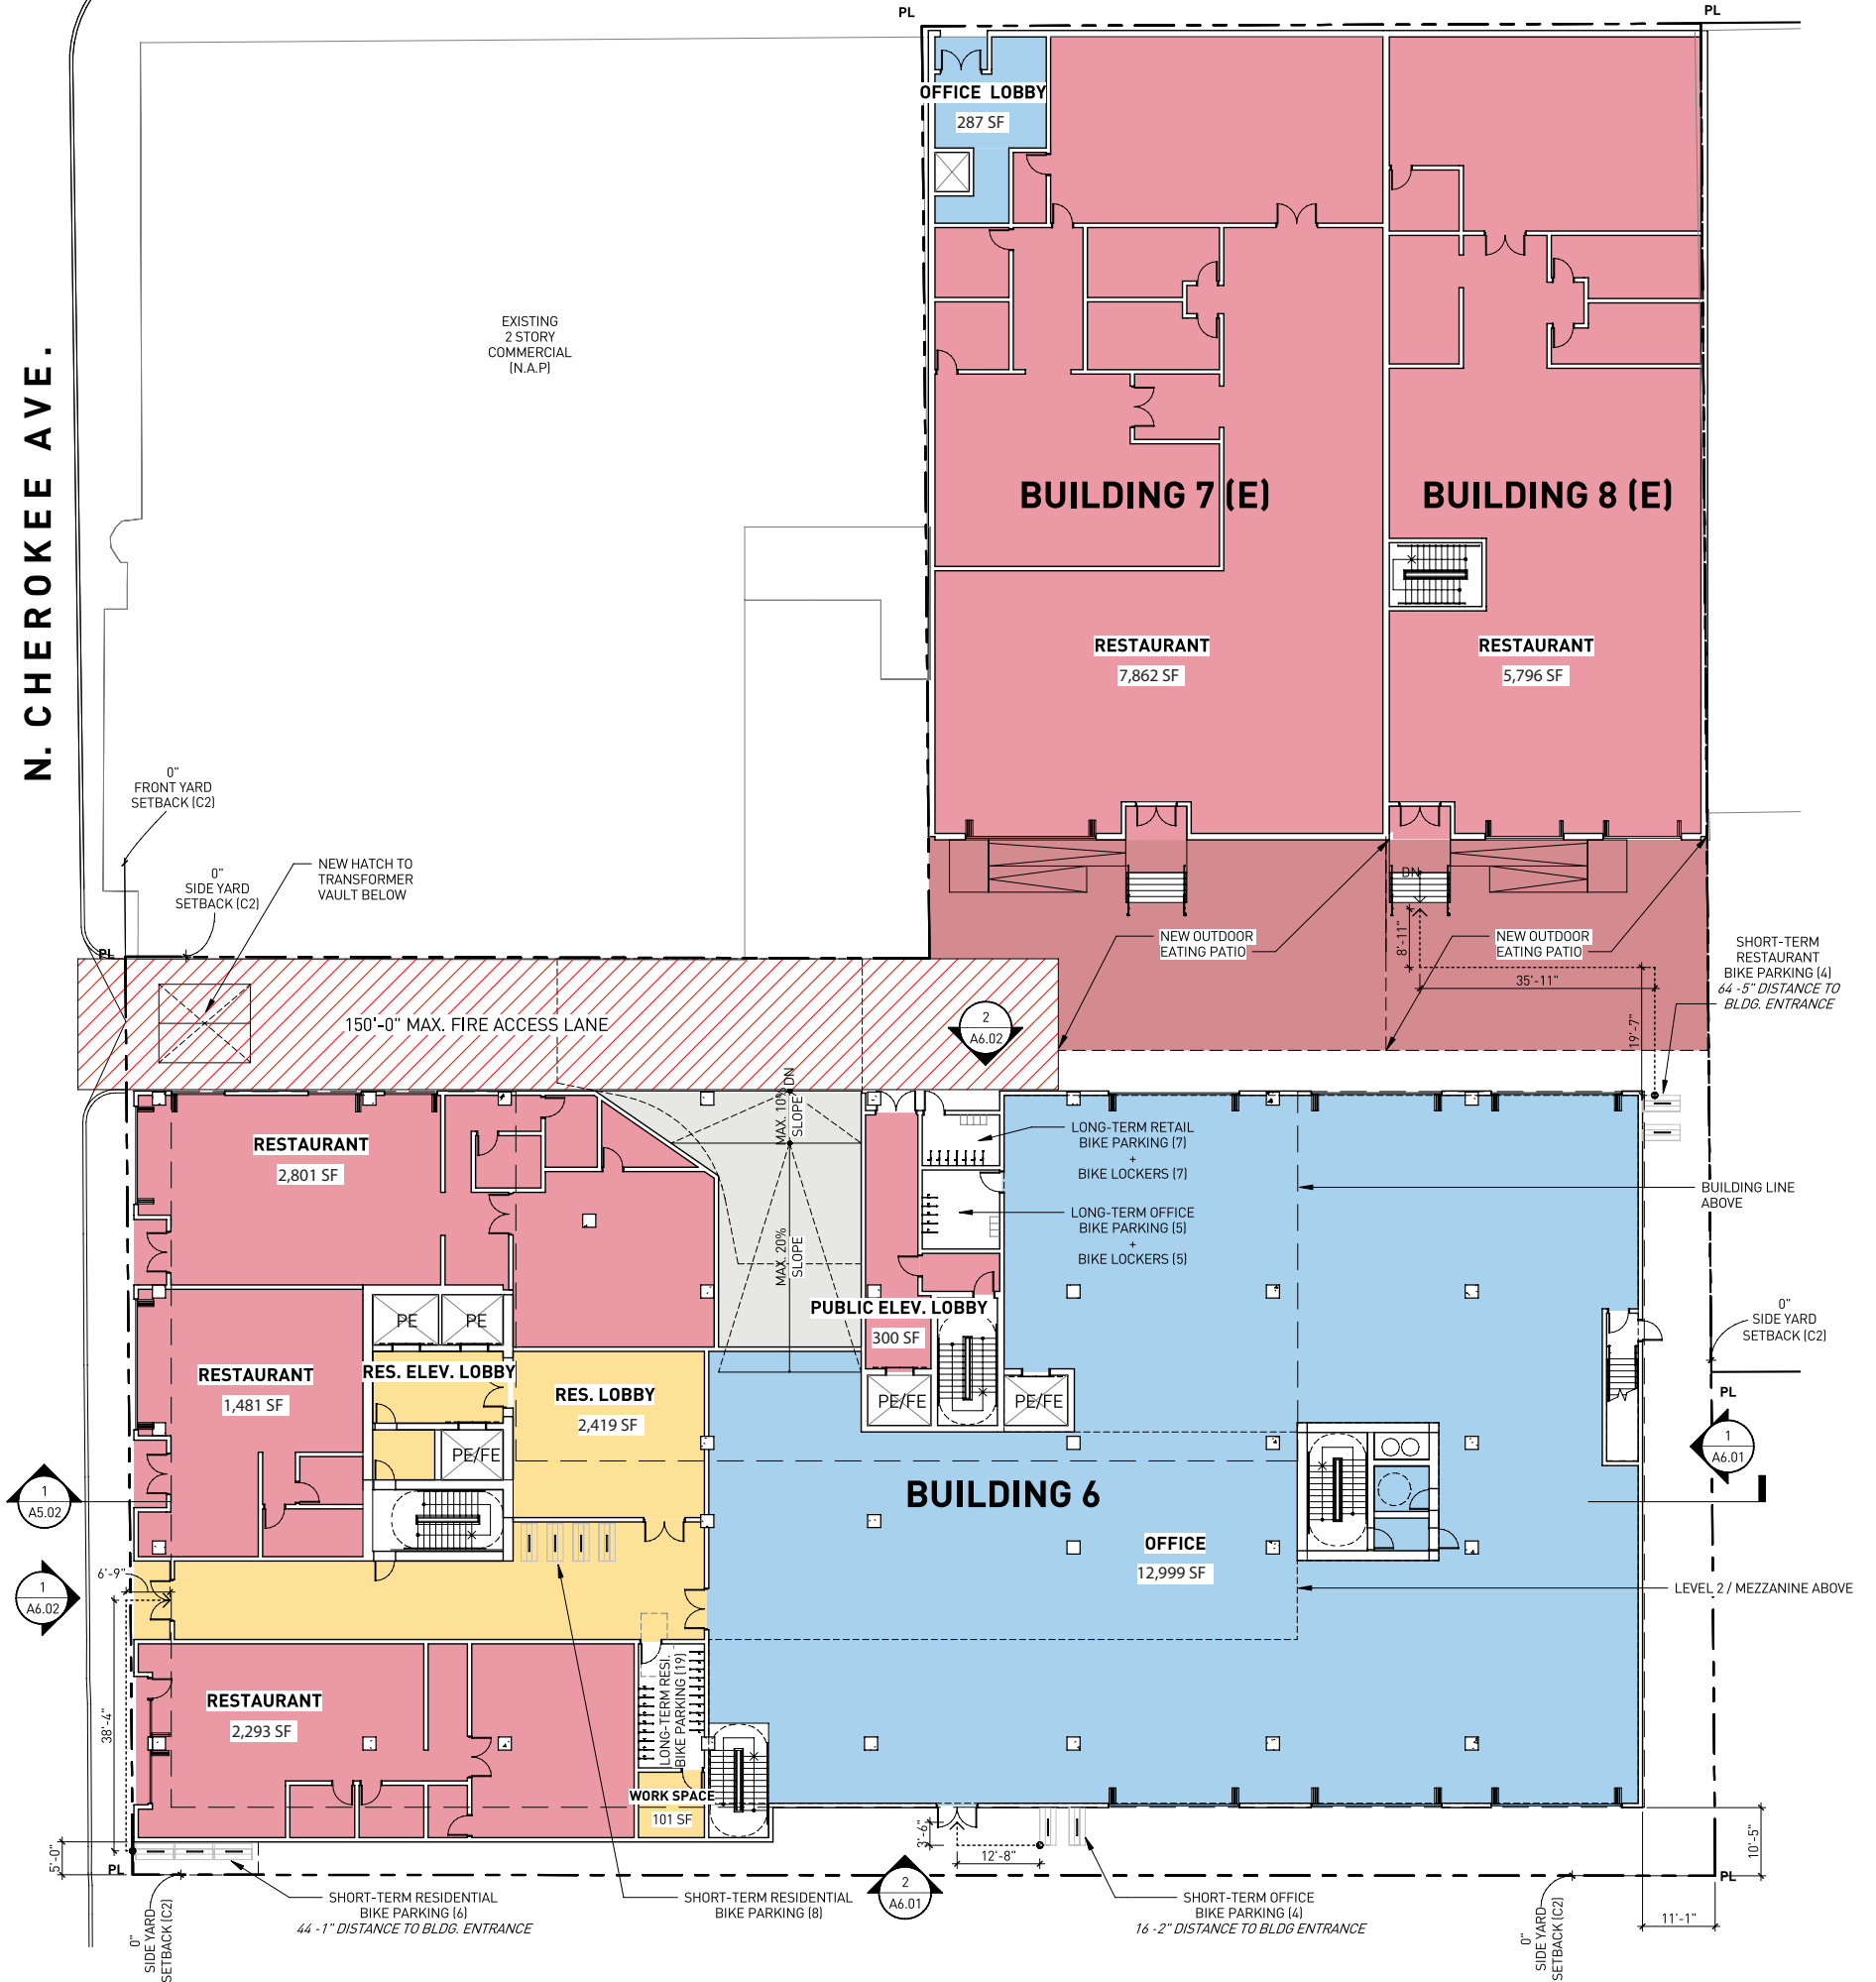 PL
PL
OFFICE LOBBY
287 SF
EXISTING
2 STORY
COMMERCIAL
(N.A.P)
N. CHEROKEE AVE.
BUILDING 7 (E)
BUILDING 8 (E)
RESTAURANT
7,862 SF
RESTAURANT
5,796 SF
0"
FRONT YARD
SETBACK (C2)
0"
SIDE YARD
SETBACK (C2)
NEW HATCH TO
TRANSFORMER
VAULT BELOW
DN
8'-11"
NEW OUTDOOR
EATING PATIO
NEW OUTDOOR
EATING PATIO
35'-11"
19'-7"
SHORT-TERM
RESTAURANT
BIKE PARKING (4)
64 -5" DISTANCE TO
BLDG. ENTRANCE
PL
150'-0" MAX. FIRE ACCESS LANE
2
A6.02
MAX. 10%
SLOPE
DN
MAX. 20%
SLOPE
RESTAURANT
2,801 SF
LONG-TERM RETAIL
BIKE PARKING (7)
+
BIKE LOCKERS (7)
LONG-TERM OFFICE
BIKE PARKING (5)
+
BIKE LOCKERS (5)
BUILDING LINE
ABOVE
PE
PE
PUBLIC ELEV. LOBBY
300 SF
0"
SIDE YARD
SETBACK (C2)
RESTAURANT
1,481 SF
RES. ELEV. LOBBY
RES. LOBBY
2,419 SF
PE/FE
PE/FE
PE/FE
PL
1
A6.01
1
A5.02
BUILDING 6
OFFICE
12,999 SF
6'-9"
1
A6.02
LEVEL 2 / MEZZANINE ABOVE
38'-4"
RESTAURANT
2,293 SF
LONG-TERM RESI.
BIKE PARKING (19)
WORK SPACE
101 SF
3'-6"
12'-8"
5'-0"
10'-5"
PL
PL
11'-1"
0"
SIDE YARD
SETBACK (C2)
SHORT-TERM RESIDENTIAL
BIKE PARKING (6)
44 -1" DISTANCE TO BLDG. ENTRANCE
SHORT-TERM RESIDENTIAL
BIKE PARKING (8)
2
A6.01
SHORT-TERM OFFICE
BIKE PARKING (4)
16 -2" DISTANCE TO BLDG ENTRANCE
0"
SIDE YARD
SETBACK (C2)